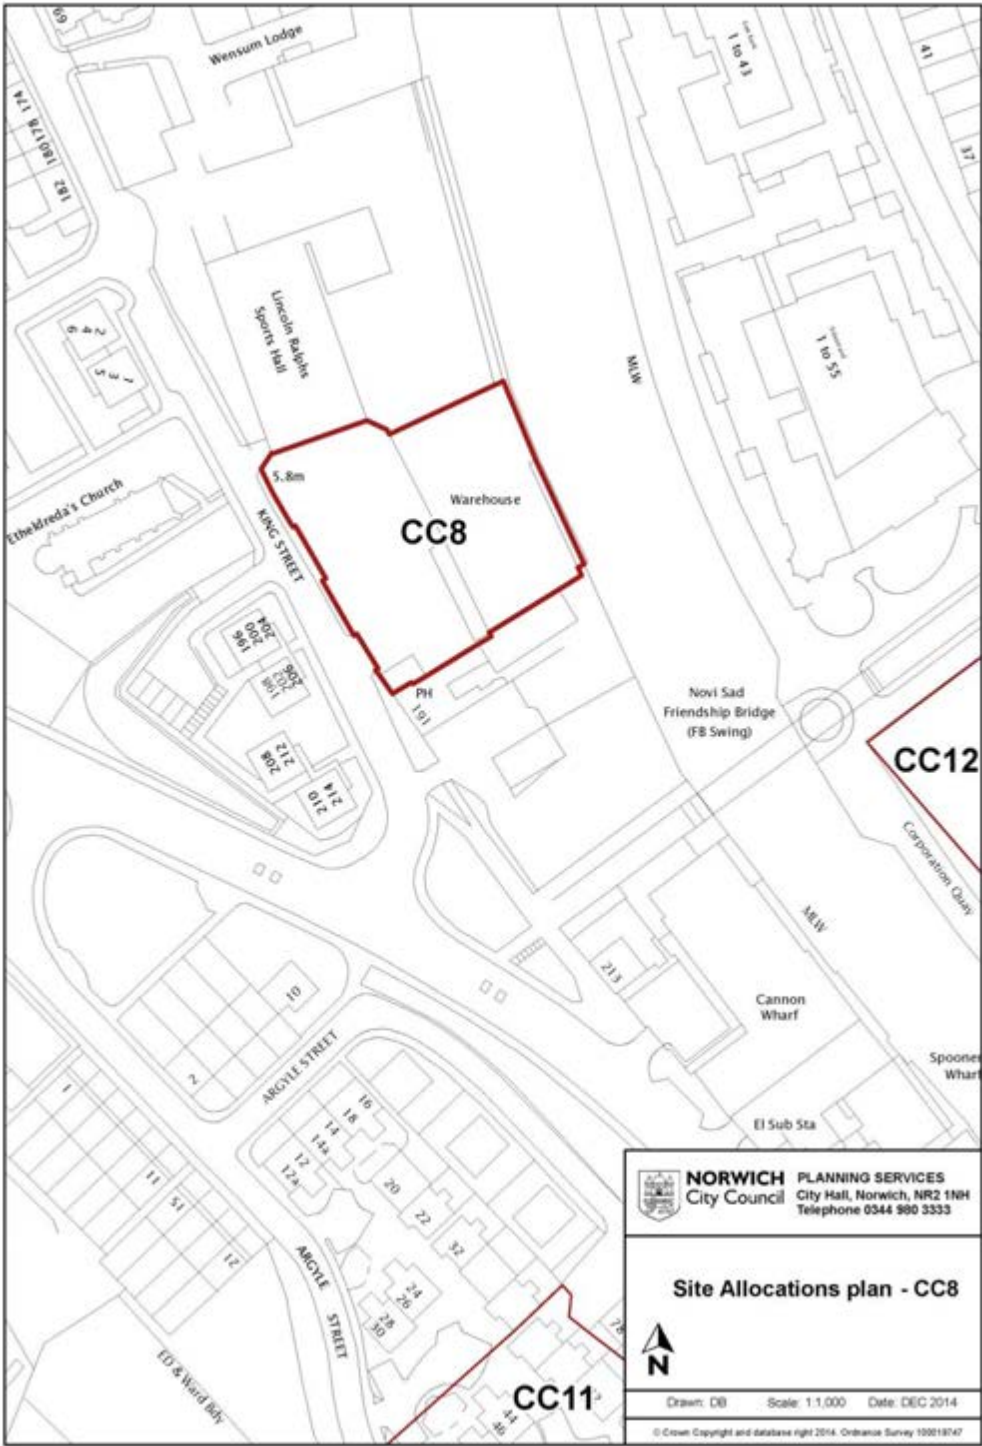 69
Wensum Lodge
1 to 43
41
37
174
178
180
182
Lincoln Ralphs
Sports Hall
MLW
1 to 55
2
4
6
1
3
5
5.8m
Warehouse
CC8
Etheldreda's Church
KING STREET
204
200
196
206
202
198
212
208
214
210
PH
191
Novi Sad
Friendship Bridge
(FB Swing)
CC12
Corporation Quay
MLW
213
Cannon
Wharf
Spooner
Wharf
El Sub Sta
10
2
ARGYLE STREET
1
11
15
21
16
18
14
14a
12
12a
20
22
32
24
26
28
30
ARGYLE
STREET
ED & Ward Bdy
78
CC11
44
46
NORWICH
City Council
PLANNING SERVICES
City Hall, Norwich, NR2 1NH
Telephone 0344 980 3333
Site Allocations plan - CC8
N
Drawn: DB Scale: 1:1,000 Date: DEC 2014
© Crown Copyright and database right 2014. Ordnance Survey 100019747